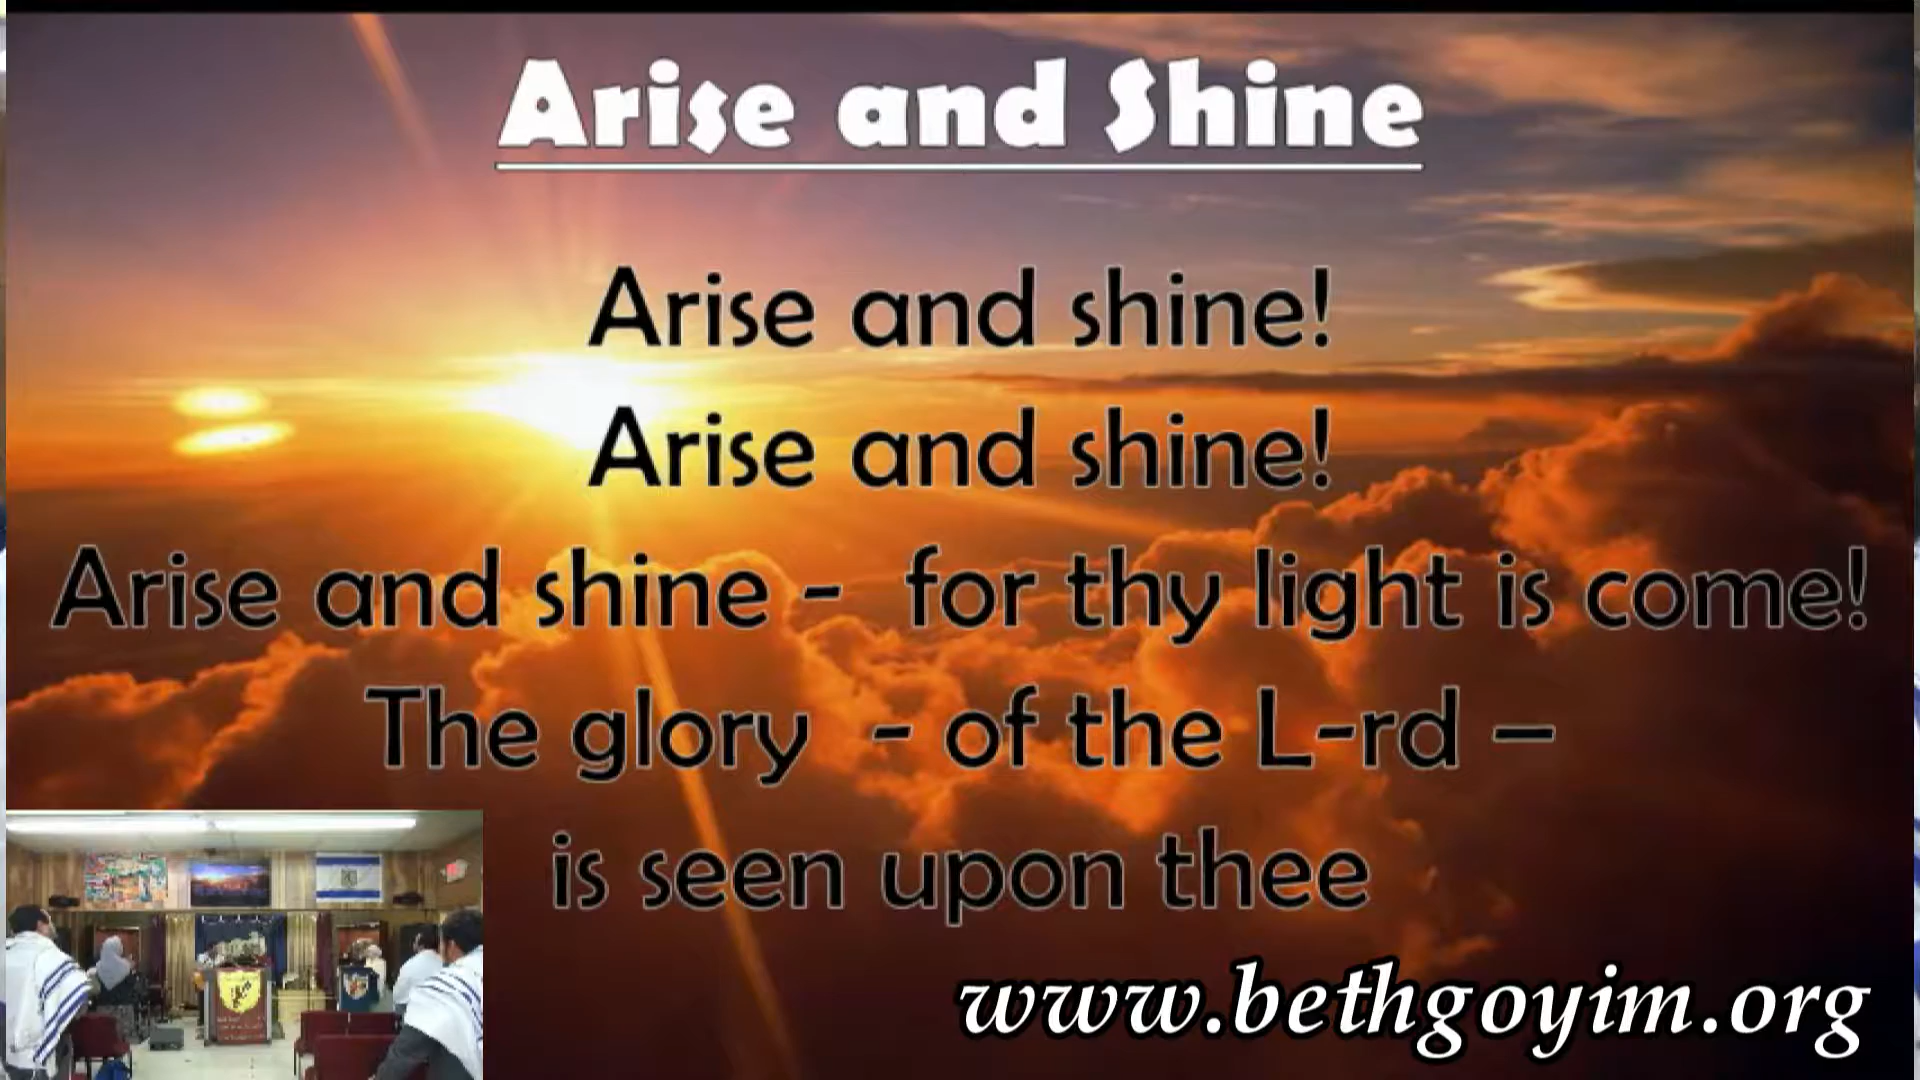 Arise and Shine
Arise and shine!
Arise and shine!
Arise and shine - for thy light is come!
The glory - of the L-rd –
is seen upon thee
www.bethgoyim.org